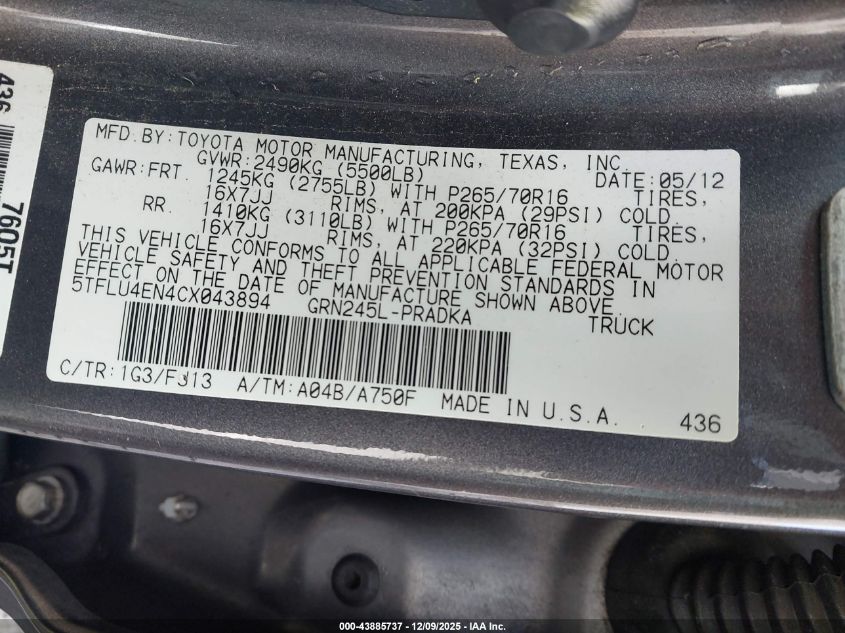 436
76Q5T
MFD. BY: TOYOTA MOTOR MANUFACTURING, TEXAS, INC.
GVWR: 2490KG (5500LB) DATE: 05/12
GAWR: FRT. 1245KG (2755LB) WITH P265/70R16 TIRES,
16X7JJ RIMS, AT 200KPA (29PSI) COLD.
RR. 1410KG (3110LB) WITH P265/70R16 TIRES,
16X7JJ RIMS, AT 220KPA (32PSI) COLD.
THIS VEHICLE CONFORMS TO ALL APPLICABLE FEDERAL MOTOR
VEHICLE SAFETY AND THEFT PREVENTION STANDARDS IN
EFFECT ON THE DATE OF MANUFACTURE SHOWN ABOVE.
5TFLU4EN4CX043894 GRN245L-PRADKA TRUCK
C/TR: 1G3/FJ13 A/TM: A04B/A750F MADE IN U.S.A. 436
000-43885737 - 12/09/2025 - IAA Inc.